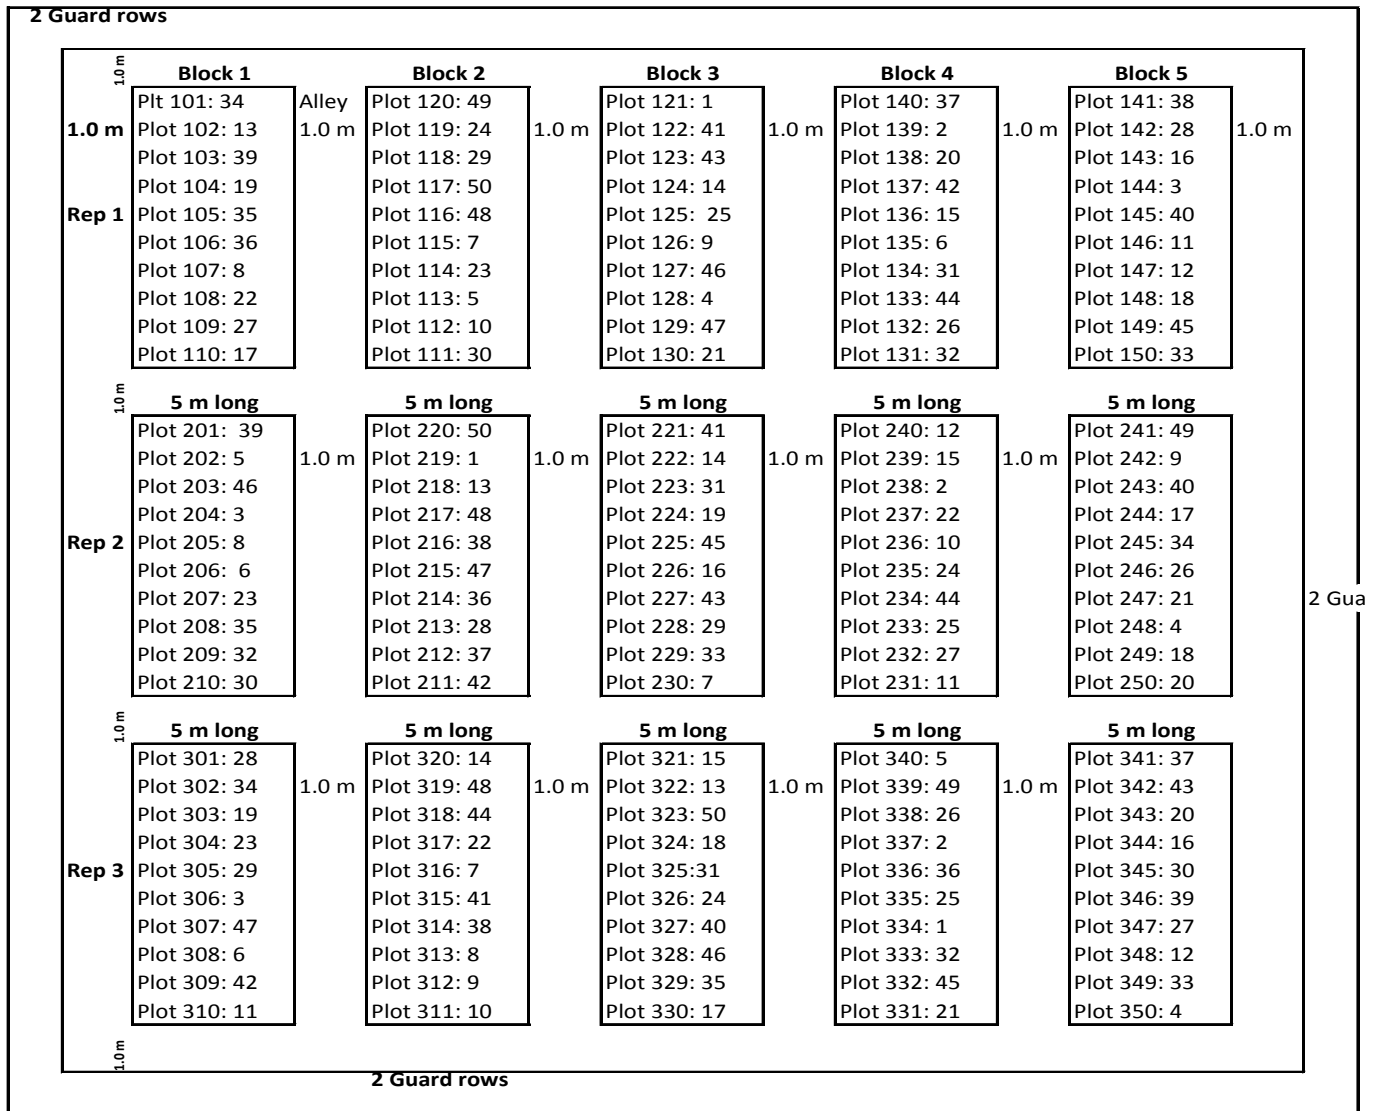 2 Guard rows
1.0 m Block 1 Block 2 Block 3 Block 4 Block 5
Plt 101: 34 Alley Plot 120: 49 Plot 121: 1 Plot 140: 37 Plot 141: 38
1.0 m Plot 102: 13 1.0 m Plot 119: 24 1.0 m Plot 122: 41 1.0 m Plot 139: 2 1.0 m Plot 142: 28 1.0 m
Plot 103: 39 Plot 118: 29 Plot 123: 43 Plot 138: 20 Plot 143: 16
Plot 104: 19 Plot 117: 50 Plot 124: 14 Plot 137: 42 Plot 144: 3
Rep 1 Plot 105: 35 Plot 116: 48 Plot 125: 25 Plot 136: 15 Plot 145: 40
Plot 106: 36 Plot 115: 7 Plot 126: 9 Plot 135: 6 Plot 146: 11
Plot 107: 8 Plot 114: 23 Plot 127: 46 Plot 134: 31 Plot 147: 12
Plot 108: 22 Plot 113: 5 Plot 128: 4 Plot 133: 44 Plot 148: 18
Plot 109: 27 Plot 112: 10 Plot 129: 47 Plot 132: 26 Plot 149: 45
Plot 110: 17 Plot 111: 30 Plot 130: 21 Plot 131: 32 Plot 150: 33
1.0 m 5 m long 5 m long 5 m long 5 m long 5 m long
Plot 201: 39 Plot 220: 50 Plot 221: 41 Plot 240: 12 Plot 241: 49
Plot 202: 5 1.0 m Plot 219: 1 1.0 m Plot 222: 14 1.0 m Plot 239: 15 1.0 m Plot 242: 9
Plot 203: 46 Plot 218: 13 Plot 223: 31 Plot 238: 2 Plot 243: 40
Plot 204: 3 Plot 217: 48 Plot 224: 19 Plot 237: 22 Plot 244: 17
Rep 2 Plot 205: 8 Plot 216: 38 Plot 225: 45 Plot 236: 10 Plot 245: 34
Plot 206: 6 Plot 215: 47 Plot 226: 16 Plot 235: 24 Plot 246: 26
Plot 207: 23 Plot 214: 36 Plot 227: 43 Plot 234: 44 Plot 247: 21 2 Gua
Plot 208: 35 Plot 213: 28 Plot 228: 29 Plot 233: 25 Plot 248: 4
Plot 209: 32 Plot 212: 37 Plot 229: 33 Plot 232: 27 Plot 249: 18
Plot 210: 30 Plot 211: 42 Plot 230: 7 Plot 231: 11 Plot 250: 20
1.0 m 5 m long 5 m long 5 m long 5 m long 5 m long
Plot 301: 28 Plot 320: 14 Plot 321: 15 Plot 340: 5 Plot 341: 37
Plot 302: 34 1.0 m Plot 319: 48 1.0 m Plot 322: 13 1.0 m Plot 339: 49 1.0 m Plot 342: 43
Plot 303: 19 Plot 318: 44 Plot 323: 50 Plot 338: 26 Plot 343: 20
Plot 304: 23 Plot 317: 22 Plot 324: 18 Plot 337: 2 Plot 344: 16
Rep 3 Plot 305: 29 Plot 316: 7 Plot 325:31 Plot 336: 36 Plot 345: 30
Plot 306: 3 Plot 315: 41 Plot 326: 24 Plot 335: 25 Plot 346: 39
Plot 307: 47 Plot 314: 38 Plot 327: 40 Plot 334: 1 Plot 347: 27
Plot 308: 6 Plot 313: 8 Plot 328: 46 Plot 333: 32 Plot 348: 12
Plot 309: 42 Plot 312: 9 Plot 329: 35 Plot 332: 45 Plot 349: 33
Plot 310: 11 Plot 311: 10 Plot 330: 17 Plot 331: 21 Plot 350: 4
1.0 m
2 Guard rows